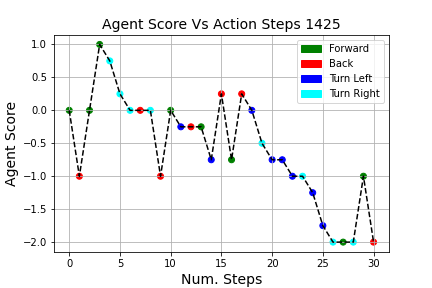 Agent Score Vs Action Steps 1425
Agent Score
1.0
0.5
0.0
−0.5
−1.0
−1.5
−2.0
Forward
Back
Turn Left
Turn Right
0 5 10 15 20 25 30
Num. Steps